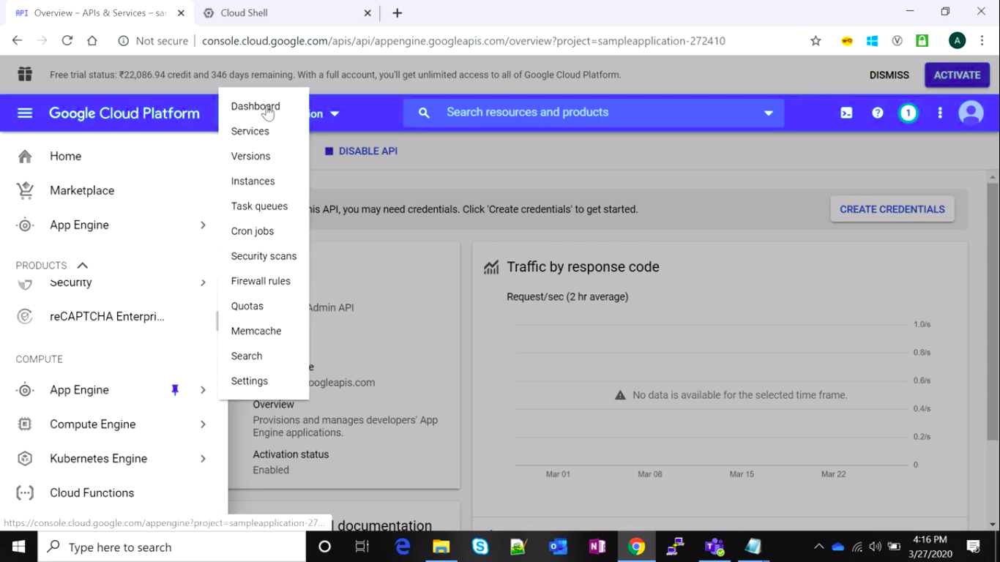 API Overview – APIs & Services – sam
Cloud Shell
Not secure
console.cloud.google.com/apis/api/appengine.googleapis.com/overview?project=sampleapplication-272410
A
Free trial status: ₹22,086.94 credit and 346 days remaining. With a full account, you'll get unlimited access to all of Google Cloud Platform.
DISMISS
ACTIVATE
Google Cloud Platform
ion
Search resources and products
1
Home
Marketplace
App Engine
PRODUCTS
Security
reCAPTCHA Enterpri...
COMPUTE
App Engine
Compute Engine
Kubernetes Engine
Cloud Functions
Dashboard
Services
Versions
Instances
Task queues
Cron jobs
Security scans
Firewall rules
Quotas
Memcache
Search
Settings
DISABLE API
is API, you may need credentials. Click 'Create credentials' to get started.
CREATE CREDENTIALS
Admin API
e
oogleapis.com
Overview
Provisions and manages developers' App
Engine applications.
Activation status
Enabled
documentation
Traffic by response code
Request/sec (2 hr average)
1.0/s
0.8/s
0.6/s
No data is available for the selected time frame.
0.4/s
0.2/s
0
Mar 01
Mar 08
Mar 15
Mar 22
https://console.cloud.google.com/appengine?project=sampleapplication-27...
Type here to search
4:16 PM
3/27/2020